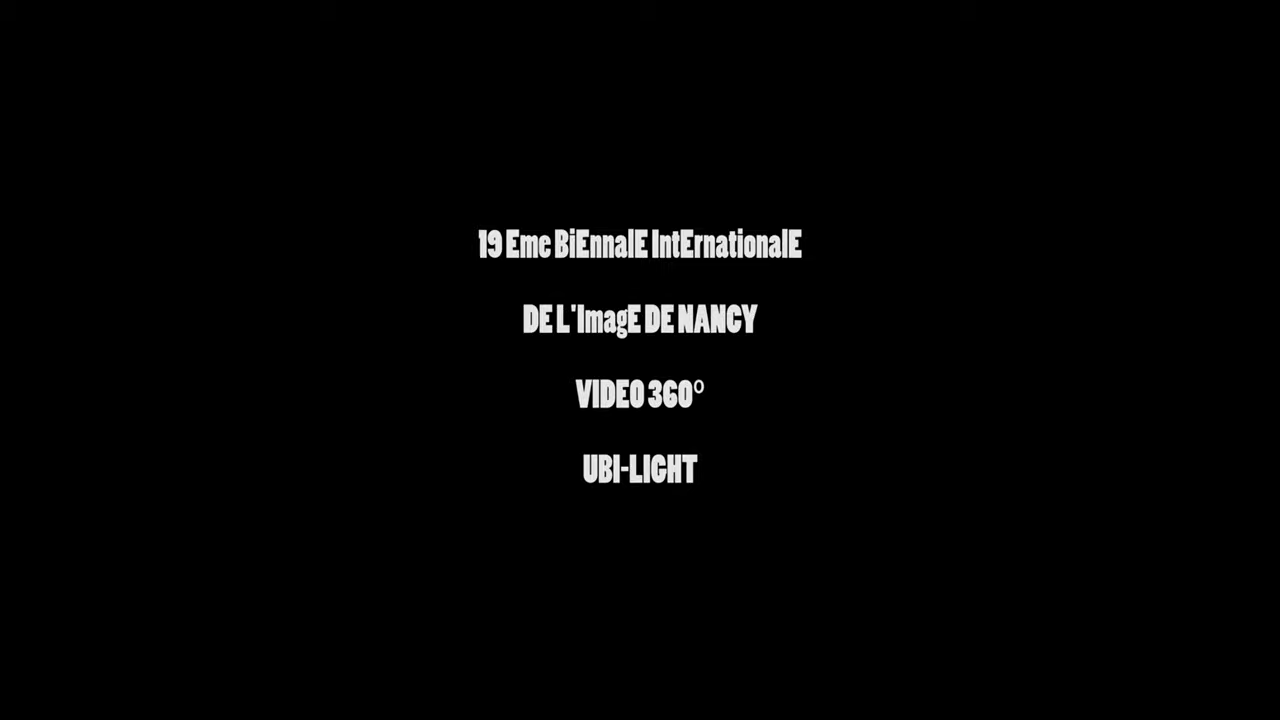 19 Eme BiEnnalE IntErnationalE
DE L'ImagE DE NANCY
VIDEO 360°
UBI-LIGHT